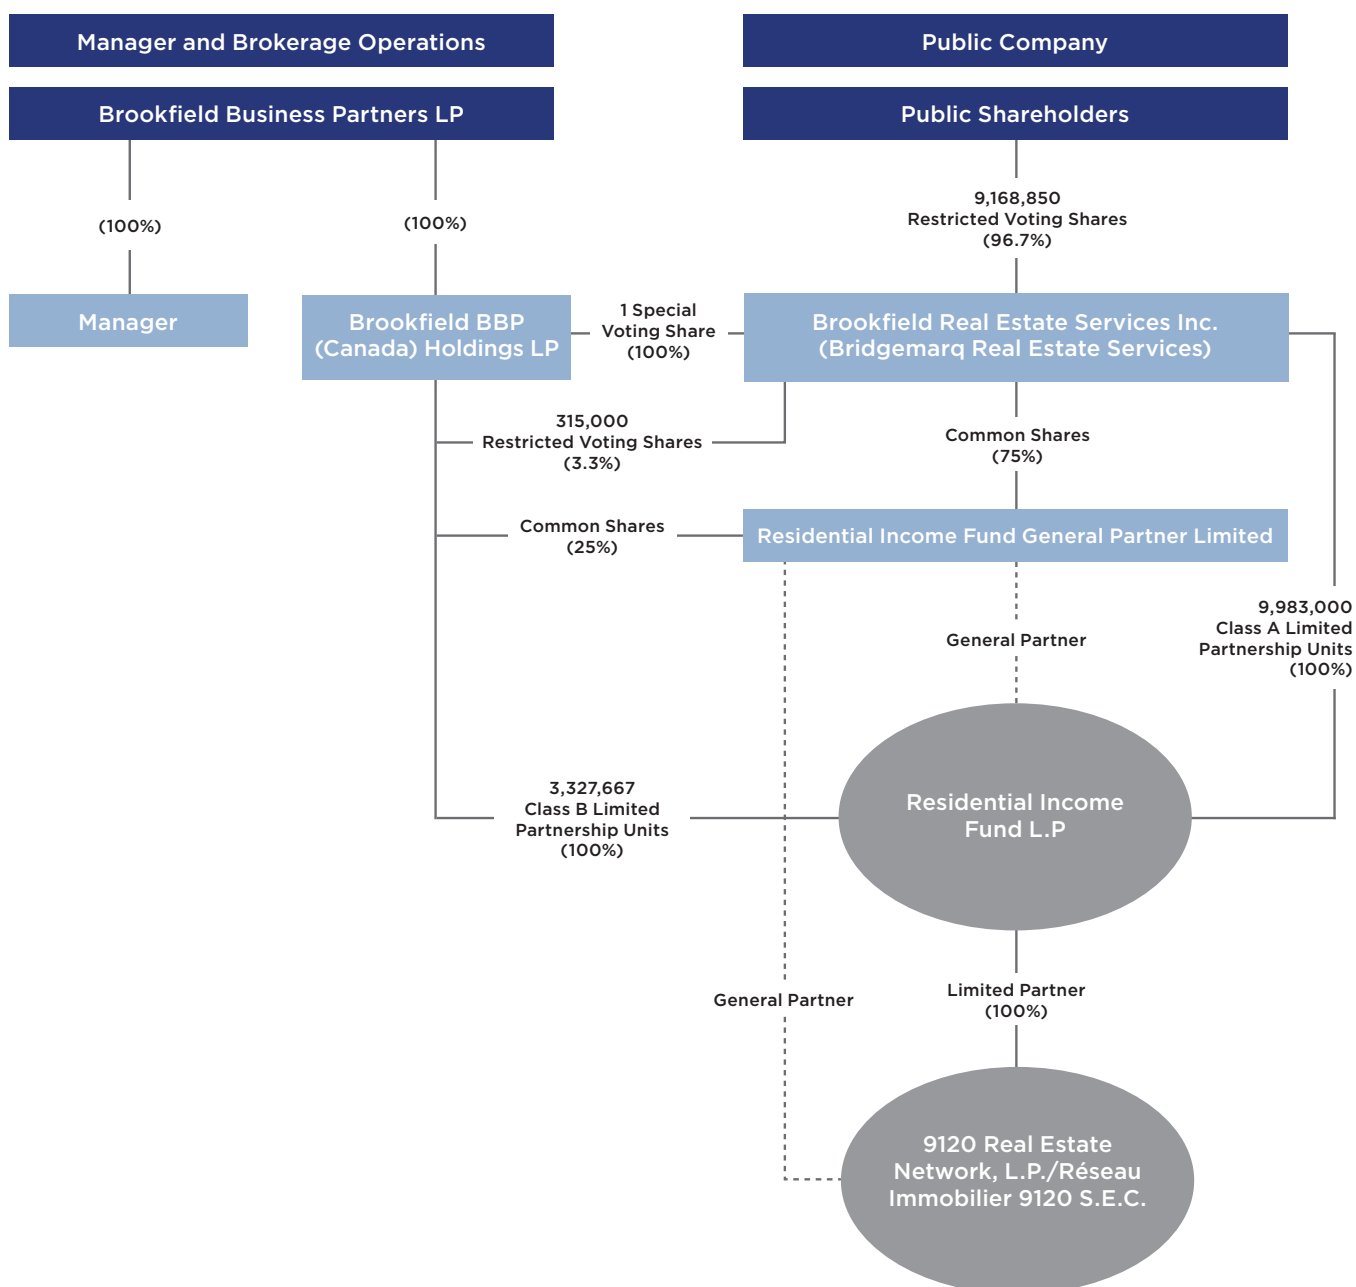 Manager and Brokerage Operations
Public Company
Brookfield Business Partners LP
Public Shareholders
(100%)
(100%)
9,168,850
Restricted Voting Shares
(96.7%)
Manager
Brookfield BBP
(Canada) Holdings LP
1 Special
Voting Share
(100%)
Brookfield Real Estate Services Inc.
(Bridgemarq Real Estate Services)
315,000
Restricted Voting Shares
(3.3%)
Common Shares
(75%)
Common Shares
(25%)
Residential Income Fund General Partner Limited
9,983,000
Class A Limited
Partnership Units
(100%)
General Partner
3,327,667
Class B Limited
Partnership Units
(100%)
Residential Income
Fund L.P
General Partner
Limited Partner
(100%)
9120 Real Estate
Network, L.P./Réseau
Immobilier 9120 S.E.C.